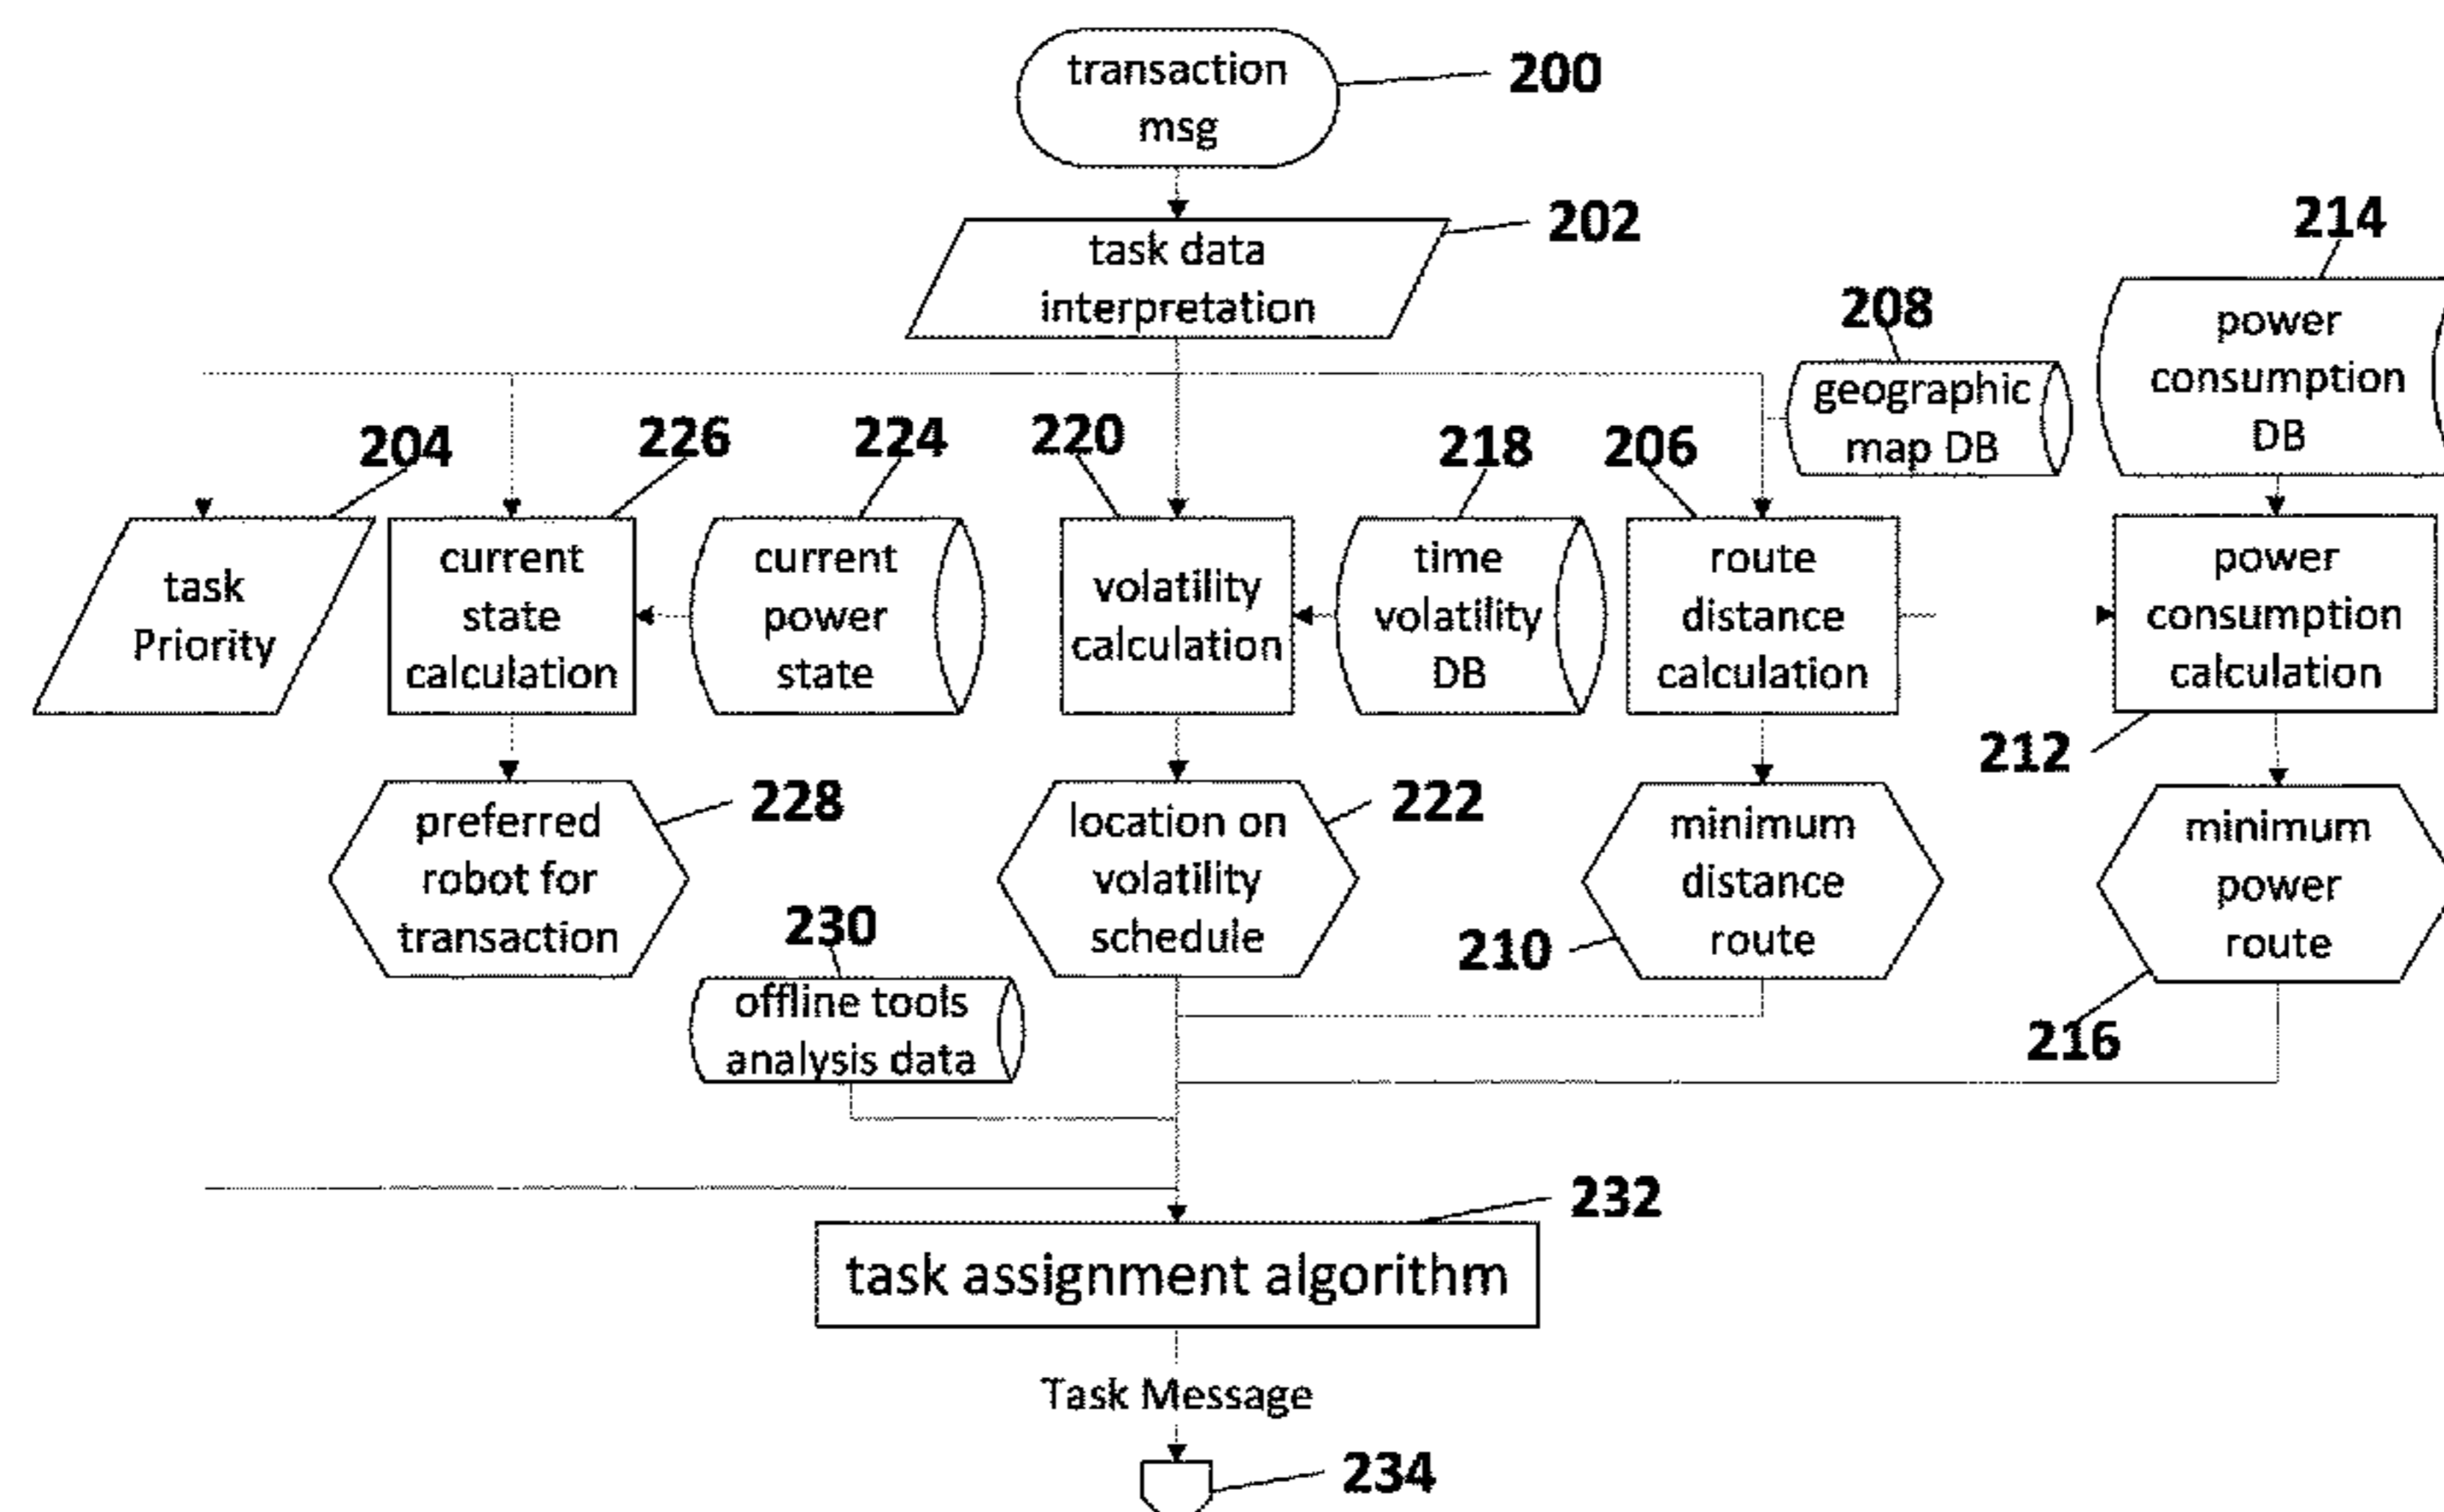 transaction
msg
200
task data
interpretation
202
214
208
power
consumption
DB
geographic
map DB
204
226
224
220
218
206
task
Priority
current
state
calculation
current
power
state
volatility
calculation
time
volatility
DB
route
distance
calculation
power
consumption
calculation
212
preferred
robot for
transaction
228
location on
volatility
schedule
222
minimum
distance
route
210
minimum
power
route
216
230
offline tools
analysis data
232
task assignment algorithm
Task Message
234